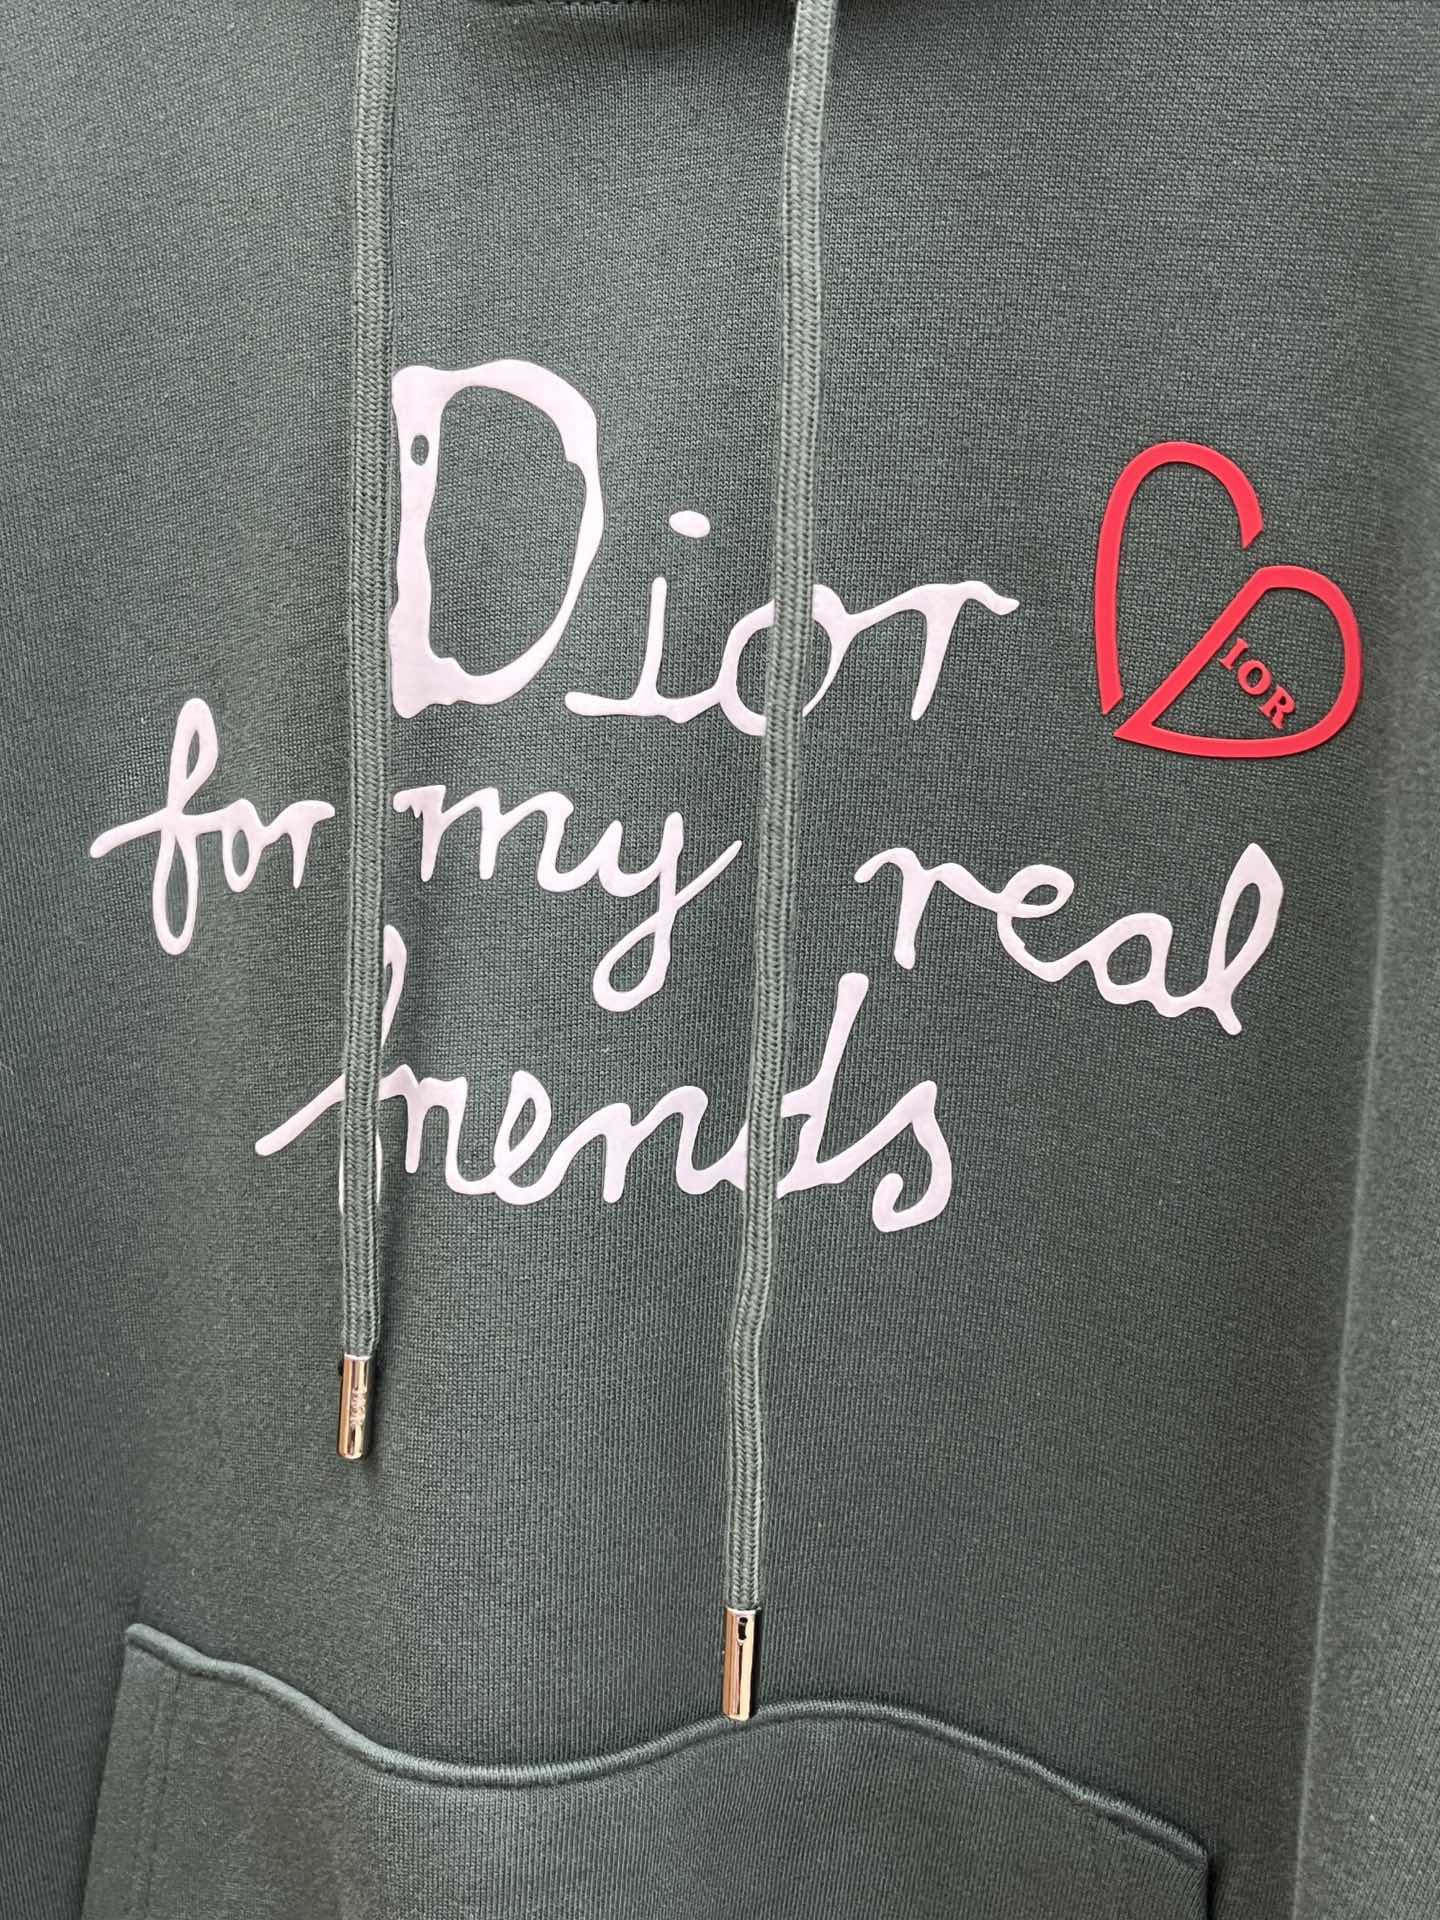 Dior
IOR
for my real
friends